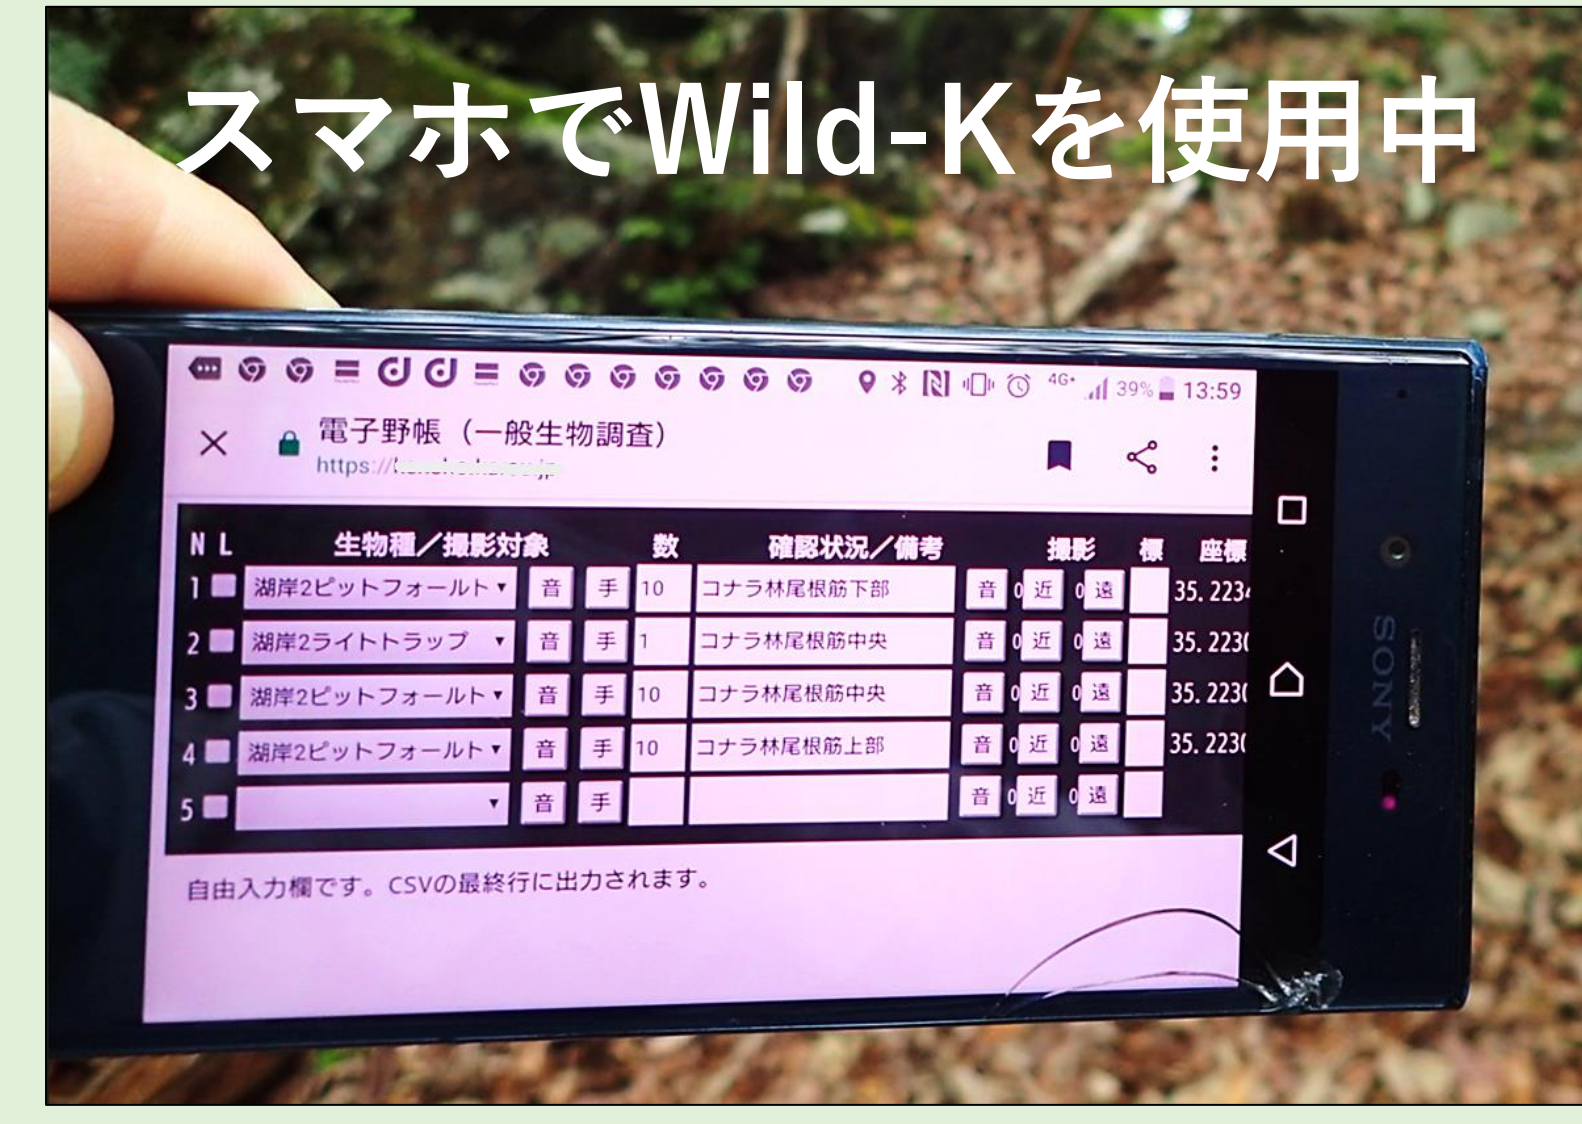 スマホでWild-Kを使用中
4G+ 39% 13:59
電子野帳（一般生物調査）
https://
N L 生物種／撮影対象 数 確認状況／備考 撮影 標 座標
1 湖岸2ピットフォールト 音 手 10 コナラ林尾根筋下部 音 0 近 0 遠 35.2234
2 湖岸2ライトトラップ 音 手 1 コナラ林尾根筋中央 音 0 近 0 遠 35.2230
3 湖岸2ピットフォールト 音 手 10 コナラ林尾根筋中央 音 0 近 0 遠 35.2230
4 湖岸2ピットフォールト 音 手 10 コナラ林尾根筋上部 音 0 近 0 遠 35.2230
5 音 手 音 0 近 0 遠
自由入力欄です。CSVの最終行に出力されます。
SONY